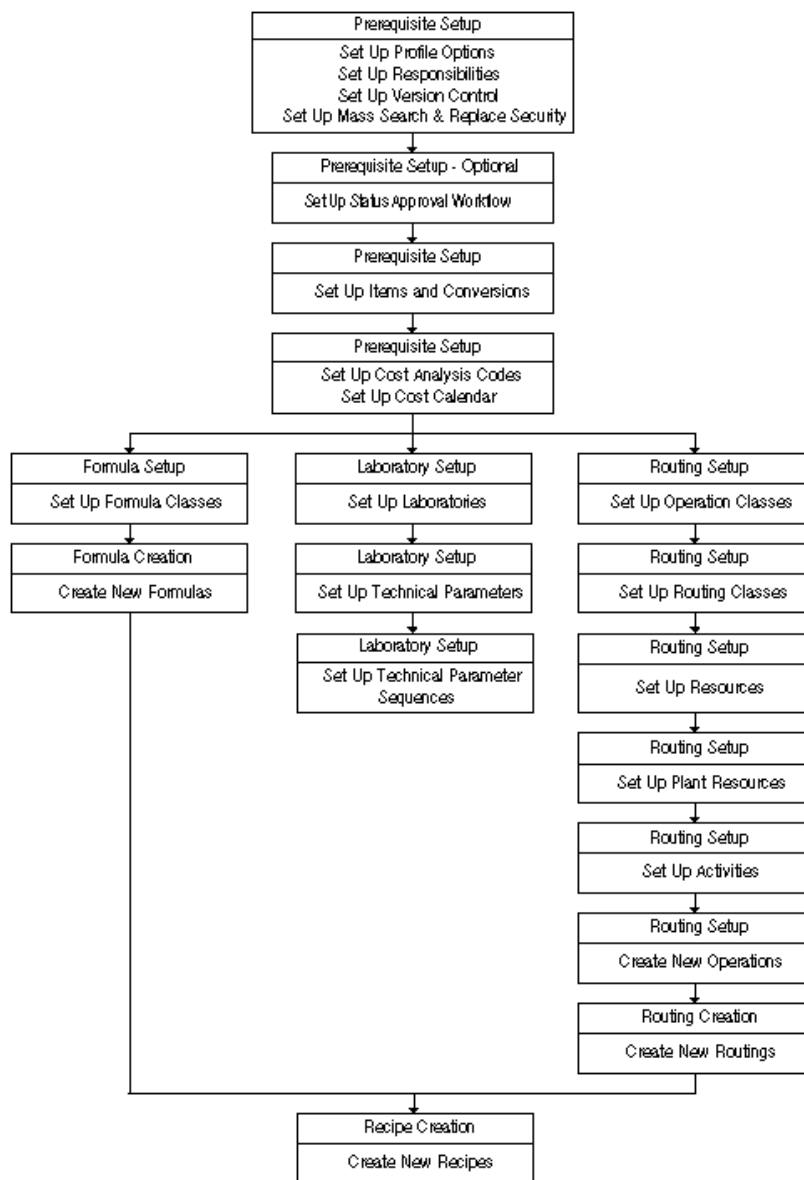 Prerequisite Setup
Set Up Profile Options
Set Up Responsibilities
Set Up Version Control
Set Up Mass Search & Replace Security
Prerequisite Setup - Optional
Set Up Status Approval Workflow
Prerequisite Setup
Set Up Items and Conversions
Prerequisite Setup
Set Up Cost Analysis Codes
Set Up Cost Calendar
Formula Setup
Set Up Formula Classes
Formula Creation
Create New Formulas
Laboratory Setup
Set Up Laboratories
Laboratory Setup
Set Up Technical Parameters
Laboratory Setup
Set Up Technical Parameter
Sequences
Routing Setup
Set Up Operation Classes
Routing Setup
Set Up Routing Classes
Routing Setup
Set Up Resources
Routing Setup
Set Up Plant Resources
Routing Setup
Set Up Activities
Routing Setup
Create New Operations
Routing Creation
Create New Routings
Recipe Creation
Create New Recipes